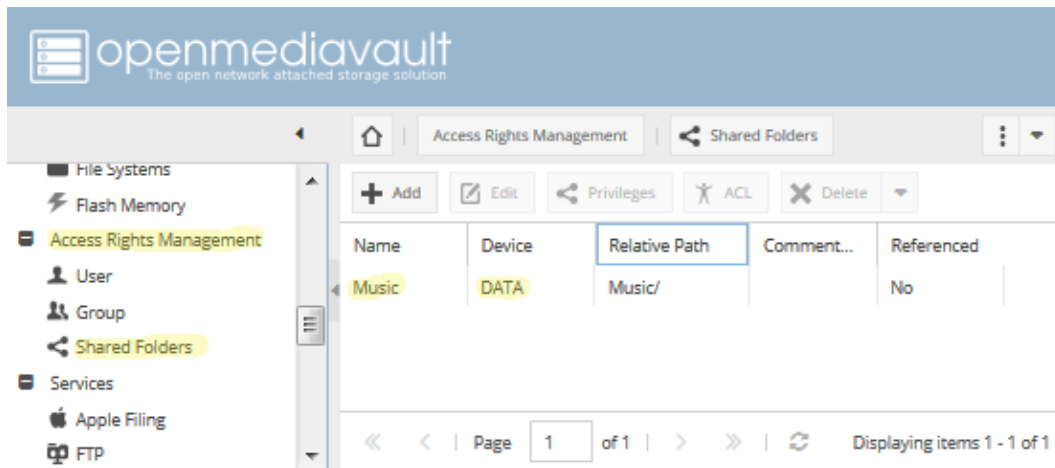 openmediavault
The open network attached storage solution
Access Rights Management
Shared Folders
File Systems
Flash Memory
Access Rights Management
User
Group
Shared Folders
Services
Apple Filing
FTP
Add
Edit
Privileges
ACL
Delete
Name Device Relative Path Comment... Referenced
Music DATA Music/ No
Page 1 of 1
Displaying items 1 - 1 of 1